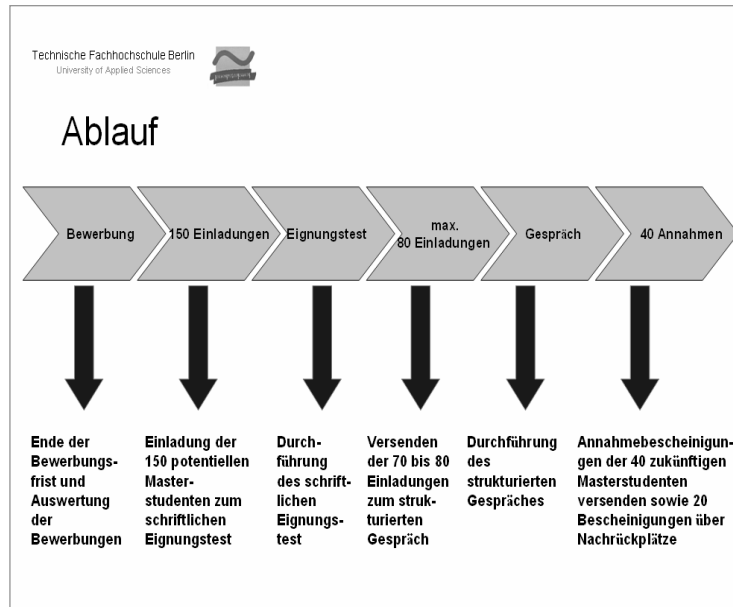 Technische Fachhochschule Berlin
University of Applied Sciences
Ablauf
Bewerbung
150 Einladungen
Eignungstest
max.
80 Einladungen
Gespräch
40 Annahmen
Ende der
Bewerbungs-
frist und
Auswertung
der
Bewerbungen
Einladung der
150 potentiellen
Master-
studenten zum
schriftlichen
Eignungstest
Durch-
führung
des schrift-
lichen
Eignungs-
test
Versenden
der 70 bis 80
Einladungen
zum struk-
turierten
Gespräch
Durchführung
des
strukturierten
Gespräches
Annahmebescheinigun-
gen der 40 zukünftigen
Masterstudenten
versenden sowie 20
Bescheinigungen über
Nachrückplätze